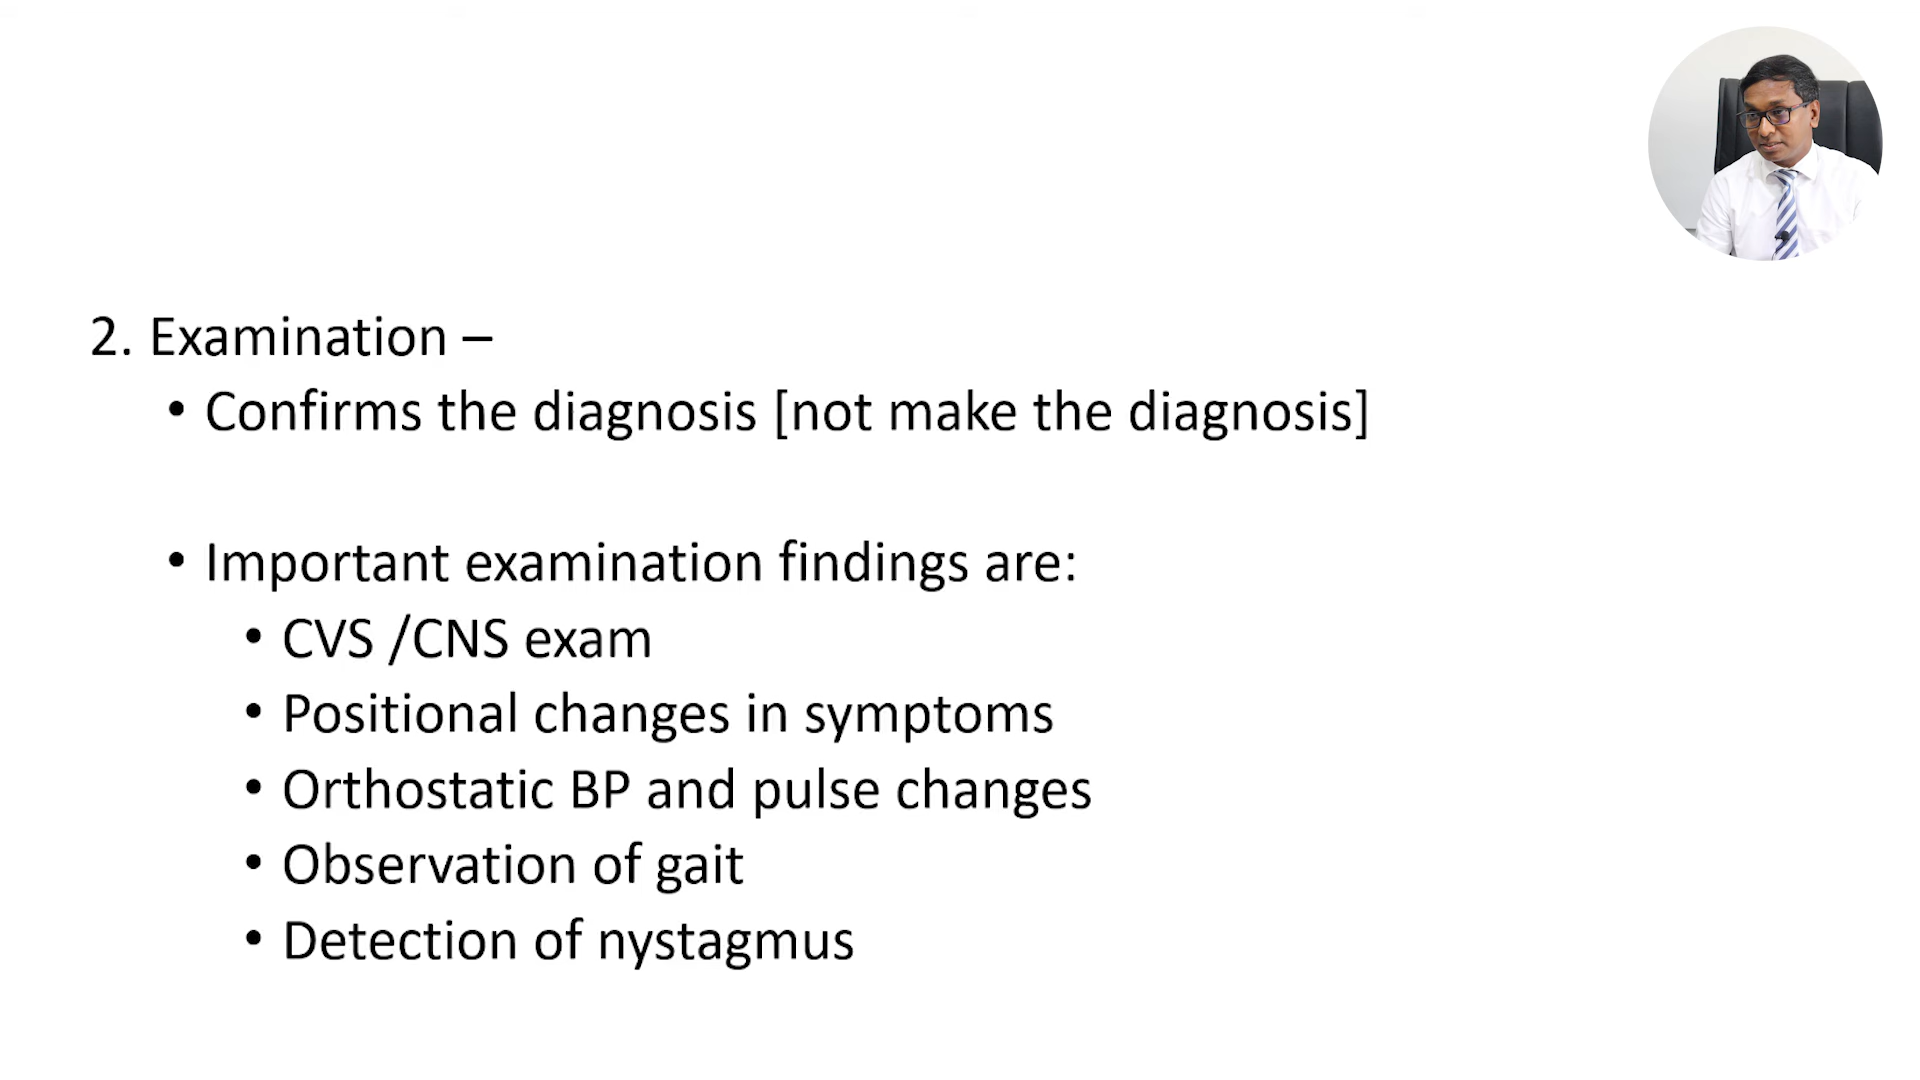 2. Examination –
• Confirms the diagnosis [not make the diagnosis]
• Important examination findings are:
• CVS /CNS exam
• Positional changes in symptoms
• Orthostatic BP and pulse changes
• Observation of gait
• Detection of nystagmus